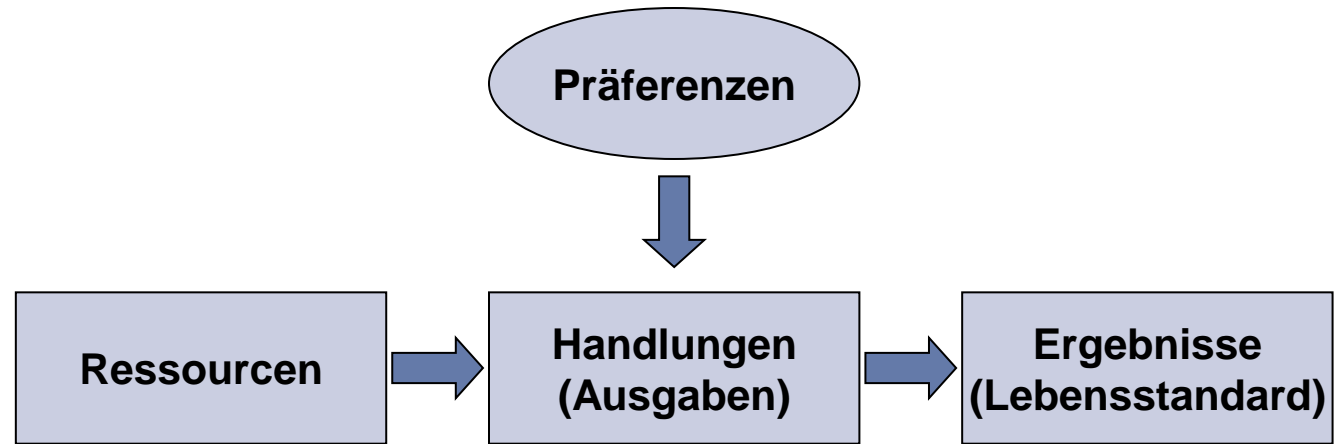 Präferenzen
Ressourcen
Handlungen
(Ausgaben)
Ergebnisse
(Lebensstandard)